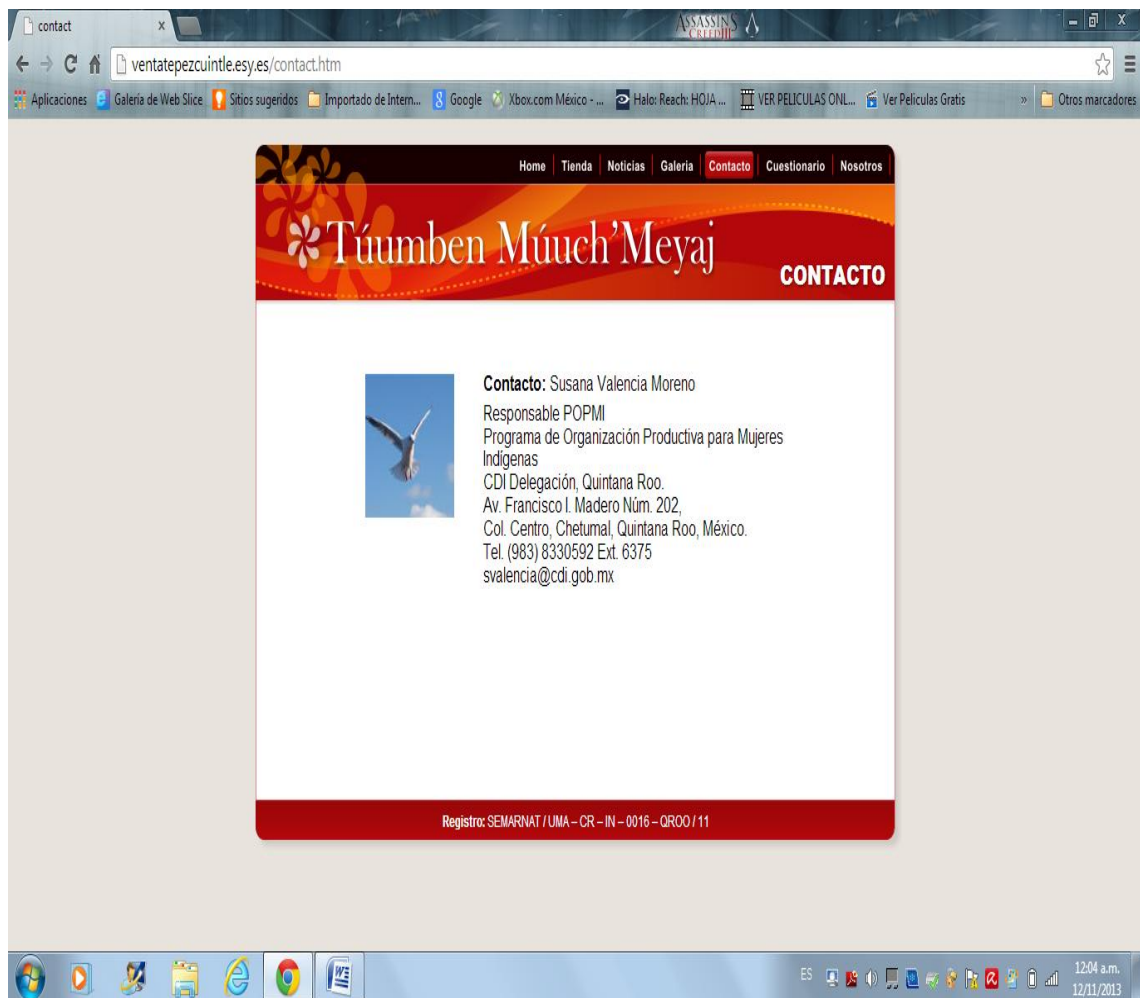 contact
ASSASSINS
CREED III
ventatepezcuintle.esy.es/contact.htm
Aplicaciones Galería de Web Slice Sitios sugeridos Importado de Intern... Google Xbox.com México - ... Halo: Reach: HOJA ... VER PELICULAS ONL... Ver Peliculas Gratis » Otros marcadores
Home Tienda Noticias Galeria Contacto Cuestionario Nosotros
Túumben Múuch'Meyaj
CONTACTO
Contacto: Susana Valencia Moreno
Responsable POPMI
Programa de Organización Productiva para Mujeres
Indígenas
CDI Delegación, Quintana Roo.
Av. Francisco I. Madero Núm. 202,
Col. Centro, Chetumal, Quintana Roo, México.
Tel. (983) 8330592 Ext. 6375
svalencia@cdi.gob.mx
Registro: SEMARNAT / UMA – CR – IN – 0016 – QROO / 11
ES
12:04 a.m.
12/11/2013